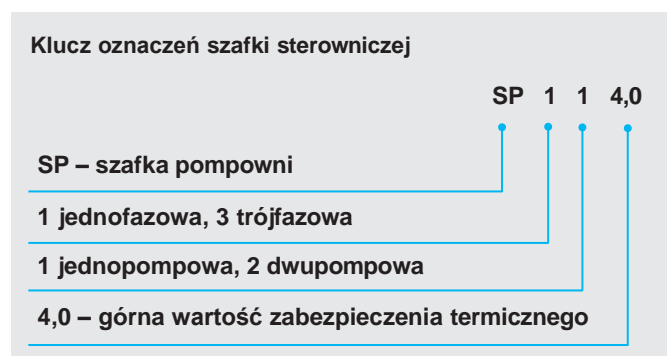 Klucz oznaczeń szafki sterowniczej
SP 1 1 4,0
SP – szafka pompowni
1 jednofazowa, 3 trójfazowa
1 jednopompowa, 2 dwupompowa
4,0 – górna wartość zabezpieczenia termicznego